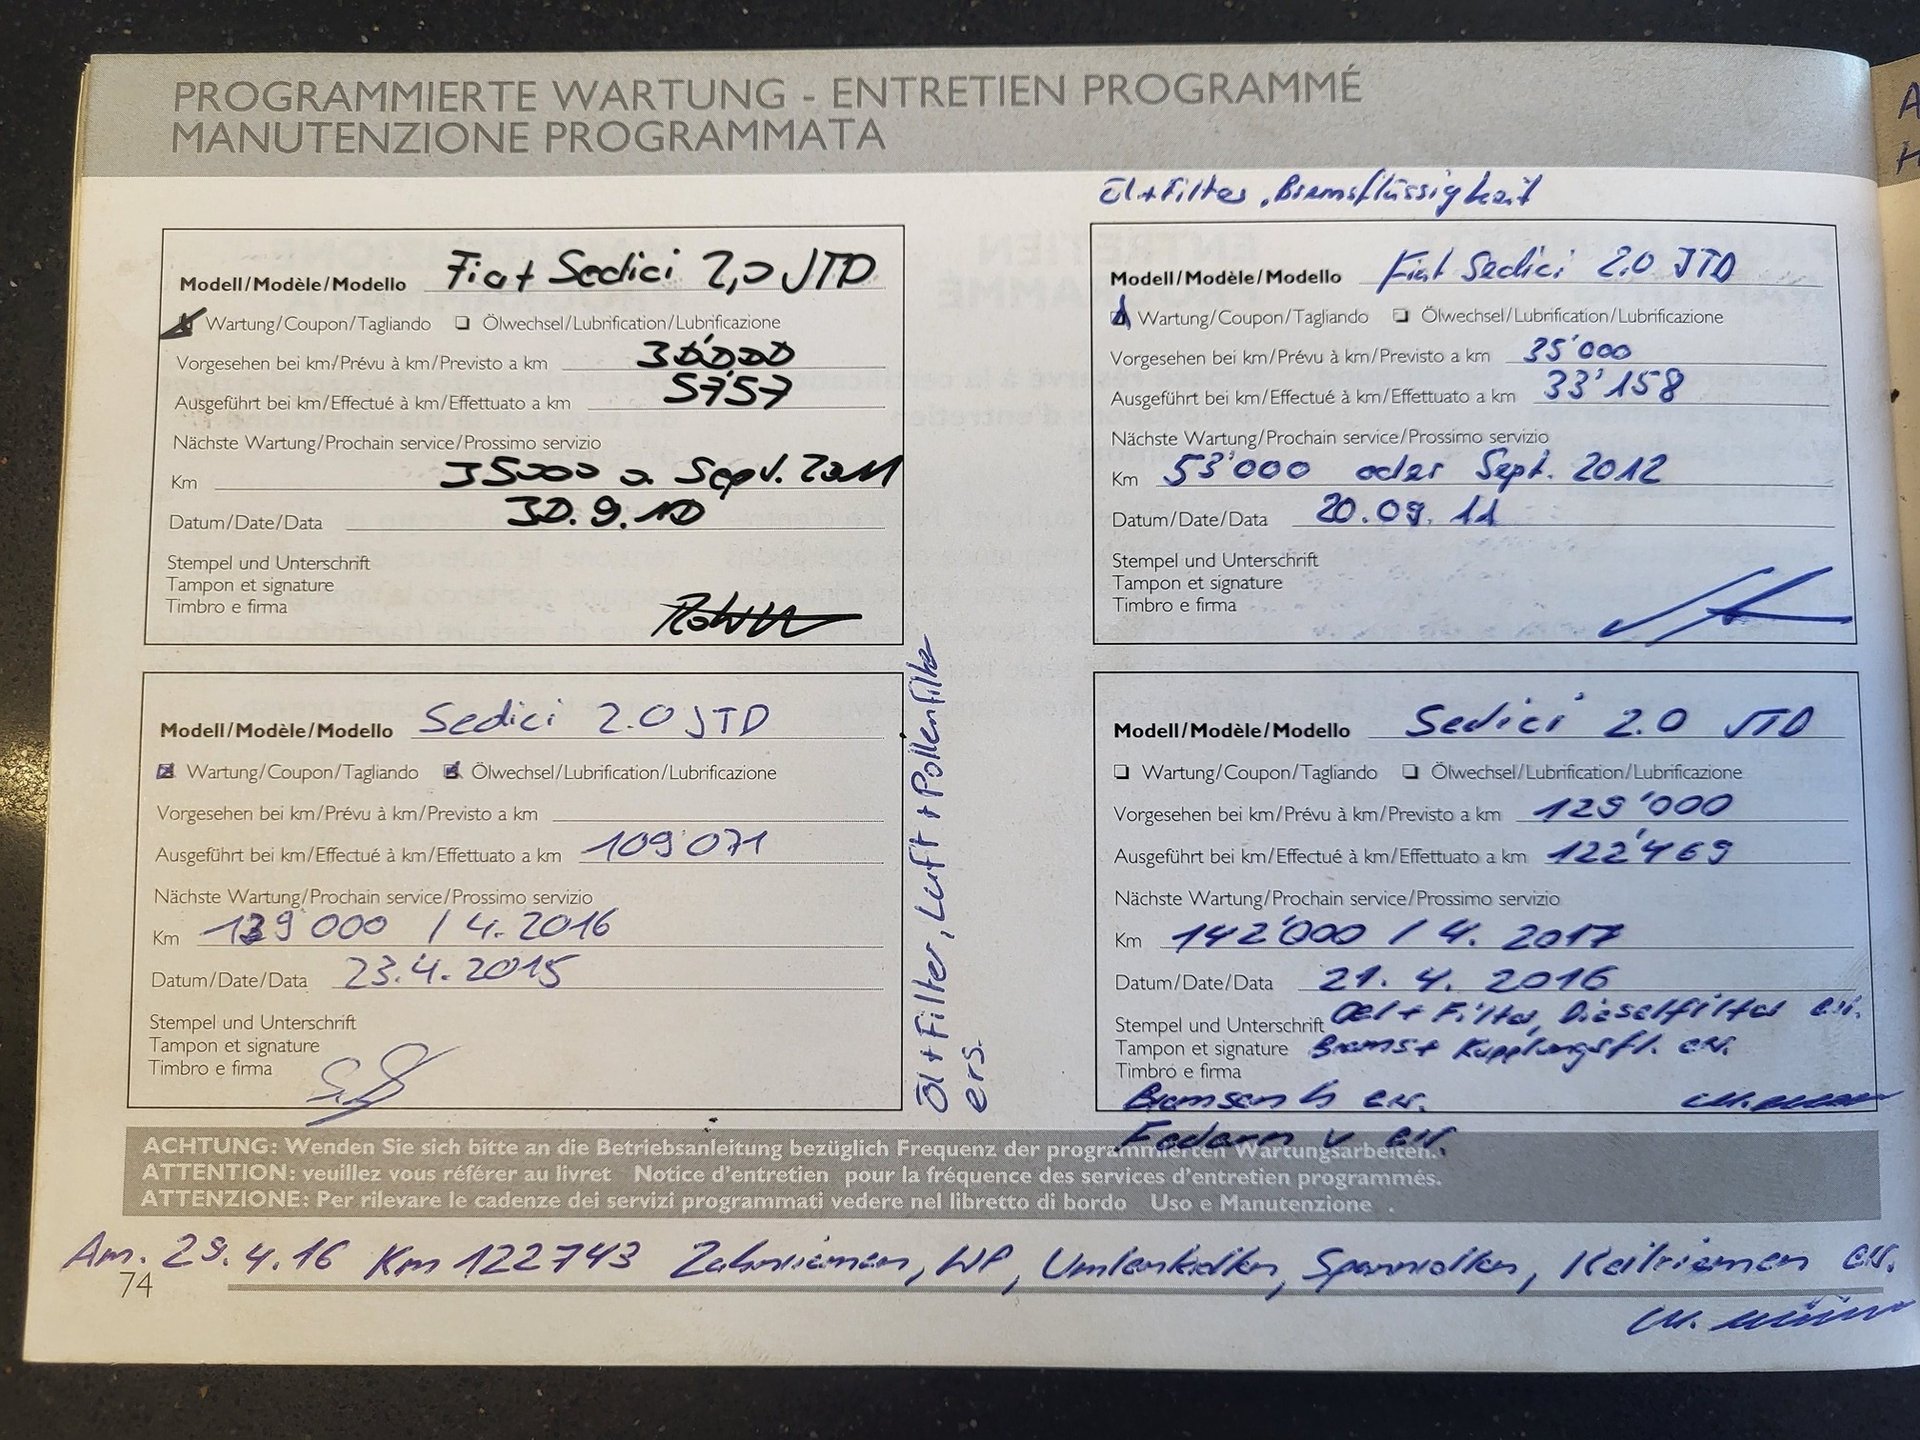 PROGRAMMIERTE WARTUNG - ENTRETIEN PROGRAMMÉ
MANUTENZIONE PROGRAMMATA
Modell/Modèle/Modello Fiat Sedici 2,0 JTD
Wartung/Coupon/Tagliando Ölwechsel/Lubrification/Lubrificazione
Vorgesehen bei km/Prévu à km/Previsto a km 30'000
Ausgeführt bei km/Effectué à km/Effettuato a km 5757
Nächste Wartung/Prochain service/Prossimo servizio
Km 35000 o. Sept. 2011
Datum/Date/Data 30.9.10
Stempel und Unterschrift
Tampon et signature
Timbro e firma
Öl+Filter, Bremsflüssigkeit
Modell/Modèle/Modello Fiat Sedici 2.0 JTD
Wartung/Coupon/Tagliando Ölwechsel/Lubrification/Lubrificazione
Vorgesehen bei km/Prévu à km/Previsto a km 35'000
Ausgeführt bei km/Effectué à km/Effettuato a km 33'158
Nächste Wartung/Prochain service/Prossimo servizio
Km 53'000 oder Sept. 2012
Datum/Date/Data 20.09.11
Stempel und Unterschrift
Tampon et signature
Timbro e firma
Modell/Modèle/Modello Sedici 2.0 JTD
Wartung/Coupon/Tagliando Ölwechsel/Lubrification/Lubrificazione
Vorgesehen bei km/Prévu à km/Previsto a km
Ausgeführt bei km/Effectué à km/Effettuato a km 109'071
Nächste Wartung/Prochain service/Prossimo servizio
Km 129000 / 4. 2016
Datum/Date/Data 23.4.2015
Stempel und Unterschrift
Tampon et signature
Timbro e firma
Öl+Filter, Luft+Pollenfilter
ers.
Modell/Modèle/Modello Sedici 2.0 JTD
Wartung/Coupon/Tagliando Ölwechsel/Lubrification/Lubrificazione
Vorgesehen bei km/Prévu à km/Previsto a km 129'000
Ausgeführt bei km/Effectué à km/Effettuato a km 122'469
Nächste Wartung/Prochain service/Prossimo servizio
Km 142'000 / 4. 2017
Datum/Date/Data 21. 4. 2016
Oel + Filter, Dieselfilter er.
Stempel und Unterschrift
Tampon et signature Brems+ Kupplungsfl. er.
Timbro e firma
Bremsen h er.
Federn v er.
ACHTUNG: Wenden Sie sich bitte an die Betriebsanleitung bezüglich Frequenz der programmierten Wartungsarbeiten.
ATTENTION: veuillez vous référer au livret Notice d'entretien pour la fréquence des services d'entretien programmés.
ATTENZIONE: Per rilevare le cadenze dei servizi programmati vedere nel libretto di bordo Uso e Manutenzione .
Am. 29.4.16 Km 122743 Zahnriemen, WP, Umlenkrollen, Spannrollen, Keilriemen er.
74